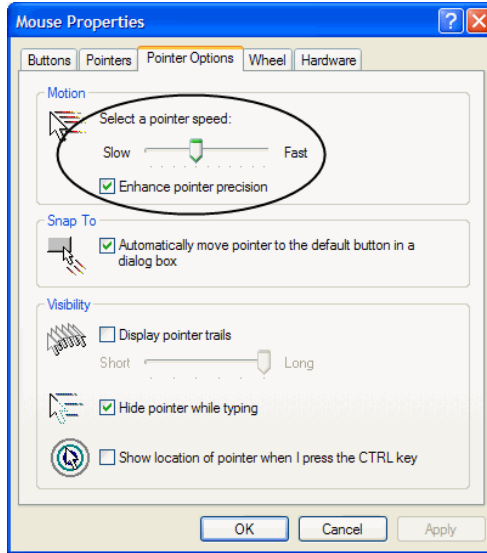 Mouse Properties
Buttons Pointers Pointer Options Wheel Hardware
Motion
Select a pointer speed:
Slow Fast
Enhance pointer precision
Snap To
Automatically move pointer to the default button in a
dialog box
Visibility
Display pointer trails
Short Long
Hide pointer while typing
Show location of pointer when I press the CTRL key
OK Cancel Apply